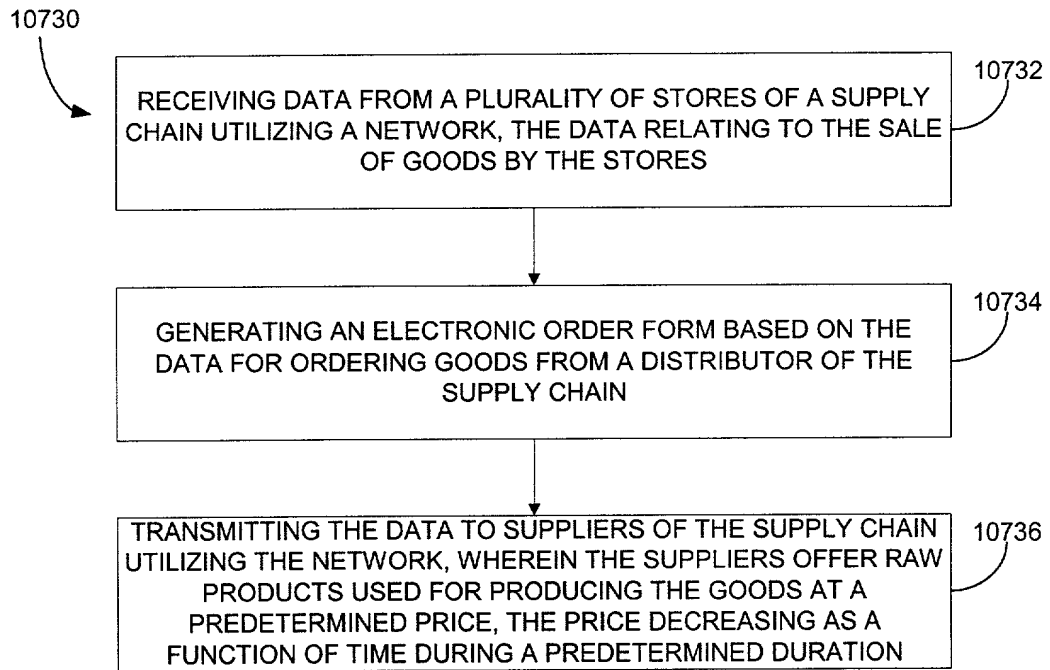 10730
10732
RECEIVING DATA FROM A PLURALITY OF STORES OF A SUPPLY
CHAIN UTILIZING A NETWORK, THE DATA RELATING TO THE SALE
OF GOODS BY THE STORES
10734
GENERATING AN ELECTRONIC ORDER FORM BASED ON THE
DATA FOR ORDERING GOODS FROM A DISTRIBUTOR OF THE
SUPPLY CHAIN
10736
TRANSMITTING THE DATA TO SUPPLIERS OF THE SUPPLY CHAIN
UTILIZING THE NETWORK, WHEREIN THE SUPPLIERS OFFER RAW
PRODUCTS USED FOR PRODUCING THE GOODS AT A
PREDETERMINED PRICE, THE PRICE DECREASING AS A
FUNCTION OF TIME DURING A PREDETERMINED DURATION